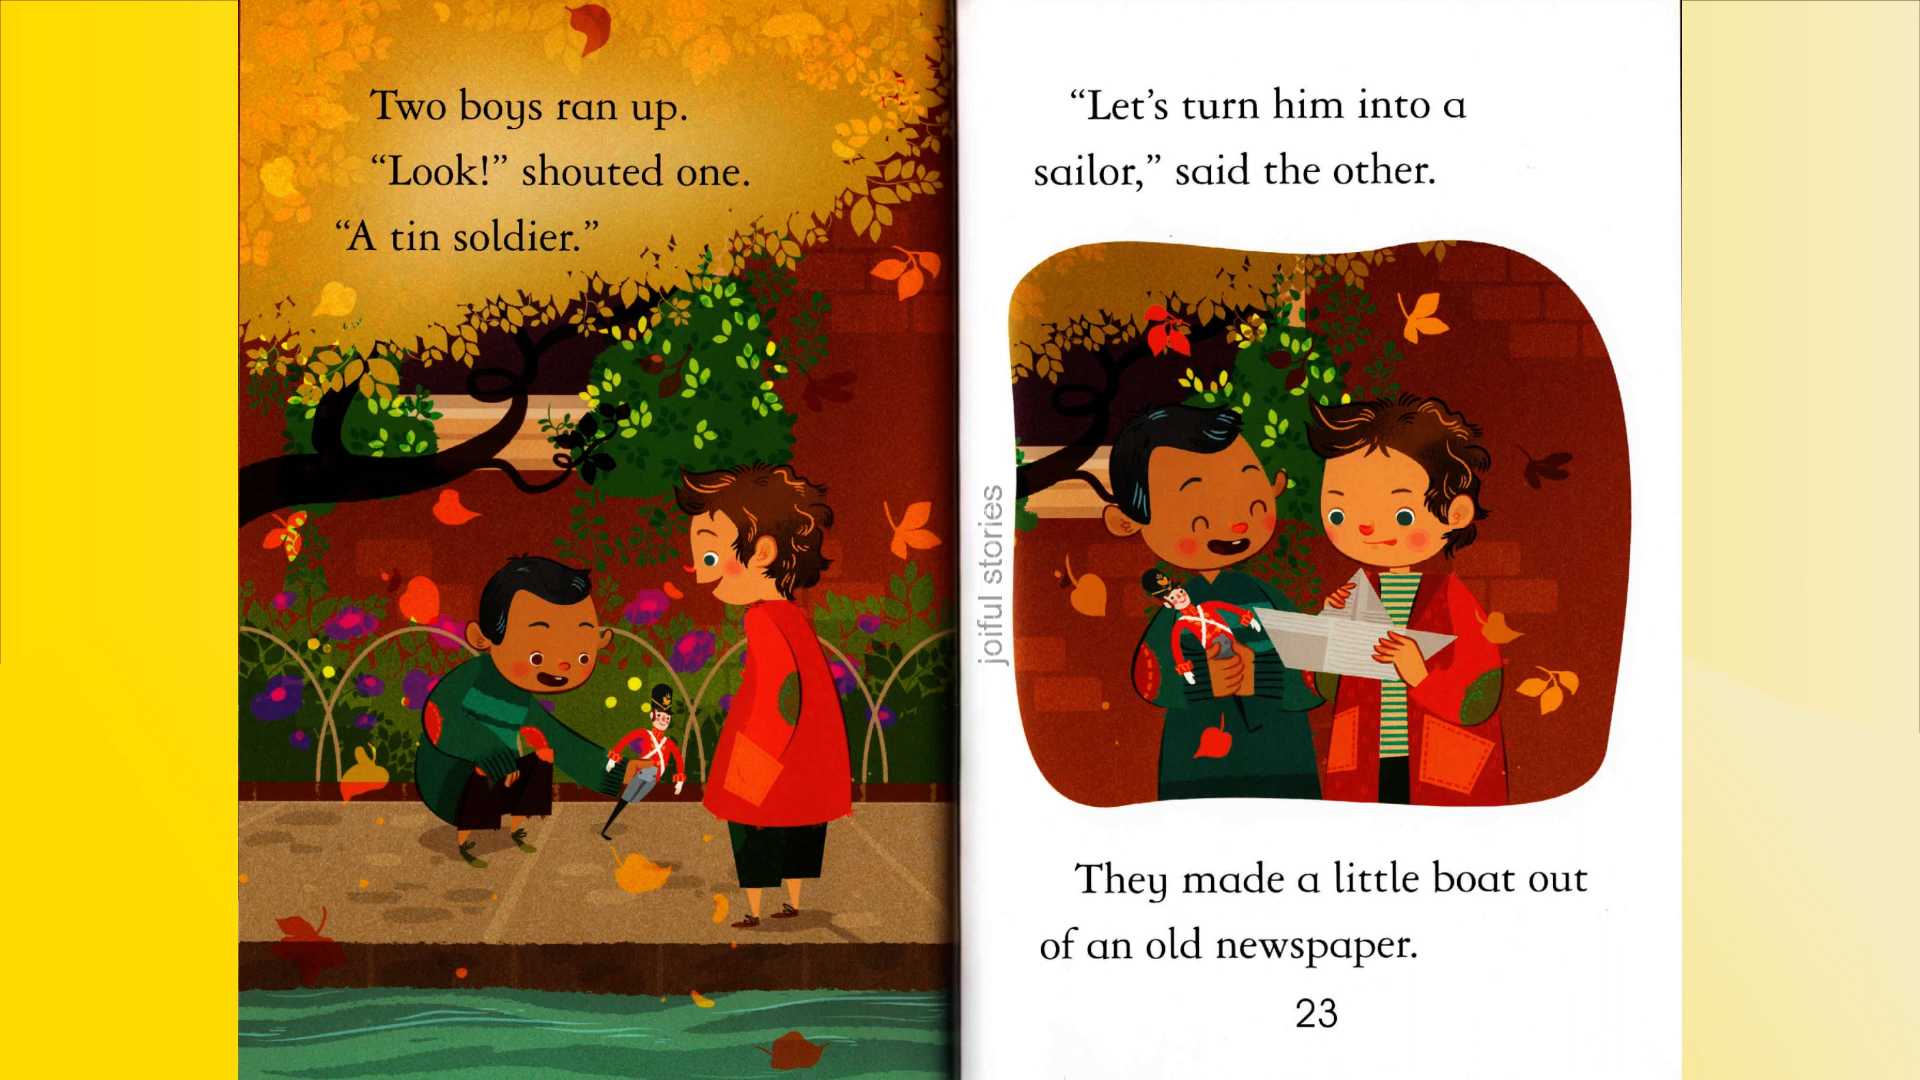 Two boys ran up.
“Look!” shouted one.
“A tin soldier.”
“Let’s turn him into a
sailor,” said the other.
joiful stories
They made a little boat out
of an old newspaper.
23